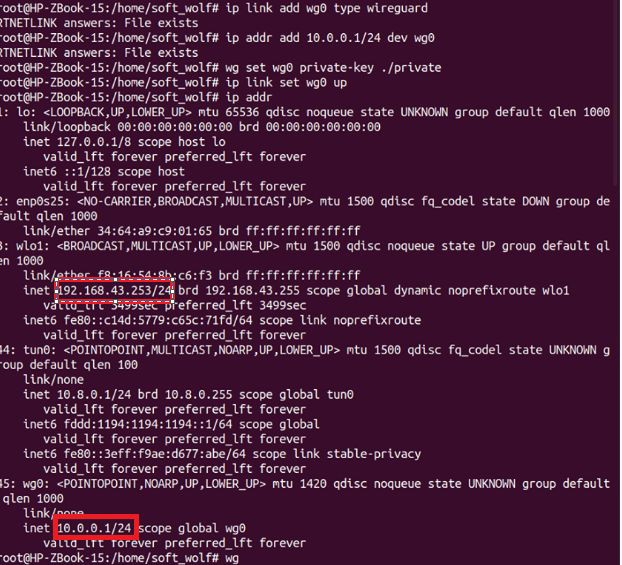 root@HP-ZBook-15:/home/soft_wolf# ip link add wg0 type wireguard
RTNETLINK answers: File exists
root@HP-ZBook-15:/home/soft_wolf# ip addr add 10.0.0.1/24 dev wg0
RTNETLINK answers: File exists
root@HP-ZBook-15:/home/soft_wolf# wg set wg0 private-key ./private
root@HP-ZBook-15:/home/soft_wolf# ip link set wg0 up
root@HP-ZBook-15:/home/soft_wolf# ip addr
1: lo: <LOOPBACK,UP,LOWER_UP> mtu 65536 qdisc noqueue state UNKNOWN group default qlen 1000
link/loopback 00:00:00:00:00:00 brd 00:00:00:00:00:00
inet 127.0.0.1/8 scope host lo
valid_lft forever preferred_lft forever
inet6 ::1/128 scope host
valid_lft forever preferred_lft forever
2: enp0s25: <NO-CARRIER,BROADCAST,MULTICAST,UP> mtu 1500 qdisc fq_codel state DOWN group de
fault qlen 1000
link/ether 34:64:a9:c9:01:65 brd ff:ff:ff:ff:ff:ff
3: wlo1: <BROADCAST,MULTICAST,UP,LOWER_UP> mtu 1500 qdisc noqueue state UP group default ql
en 1000
link/ether f8:16:54:8b:c6:f3 brd ff:ff:ff:ff:ff:ff
inet 192.168.43.253/24 brd 192.168.43.255 scope global dynamic noprefixroute wlo1
valid_lft 3499sec preferred_lft 3499sec
inet6 fe80::c14d:5779:c65c:71fd/64 scope link noprefixroute
valid_lft forever preferred_lft forever
44: tun0: <POINTOPOINT,MULTICAST,NOARP,UP,LOWER_UP> mtu 1500 qdisc fq_codel state UNKNOWN g
roup default qlen 100
link/none
inet 10.8.0.1/24 brd 10.8.0.255 scope global tun0
valid_lft forever preferred_lft forever
inet6 fddd:1194:1194:1194::1/64 scope global
valid_lft forever preferred_lft forever
inet6 fe80::3eff:f9ae:d677:abe/64 scope link stable-privacy
valid_lft forever preferred_lft forever
45: wg0: <POINTOPOINT,NOARP,UP,LOWER_UP> mtu 1420 qdisc noqueue state UNKNOWN group default
qlen 1000
link/none
inet 10.0.0.1/24 scope global wg0
valid_lft forever preferred_lft forever
root@HP-ZBook-15:/home/soft_wolf# wg